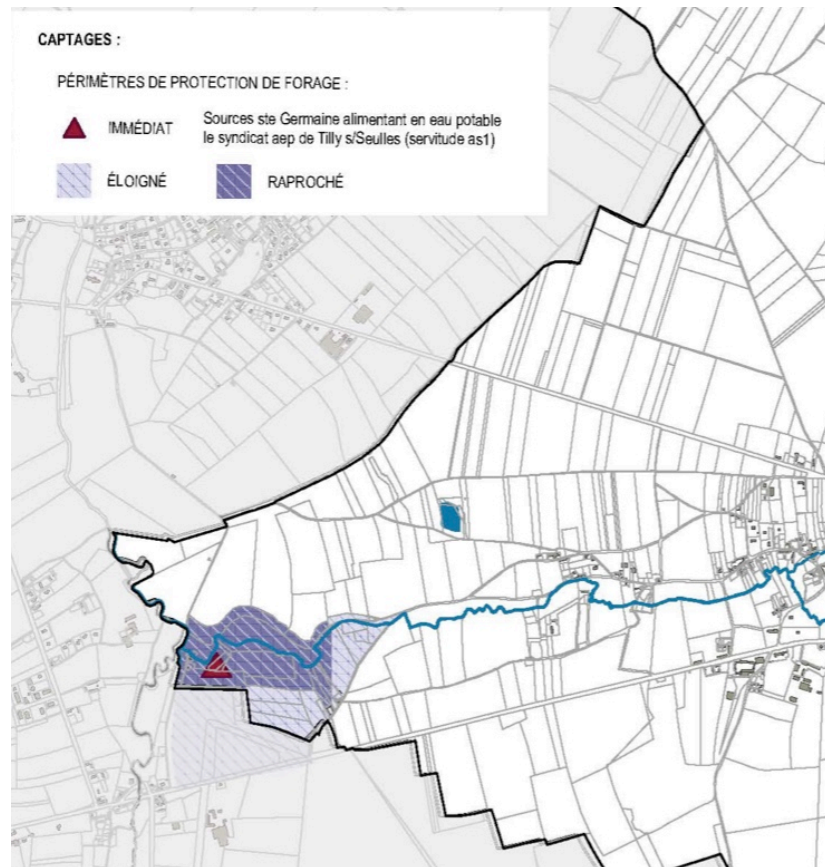 CAPTAGES :
PÉRIMÈTRES DE PROTECTION DE FORAGE :
IMMÉDIAT
Sources ste Germaine alimentant en eau potable
le syndicat aep de Tilly s/Seulles (servitude as1)
ÉLOIGNÉ
RAPROCHÉ